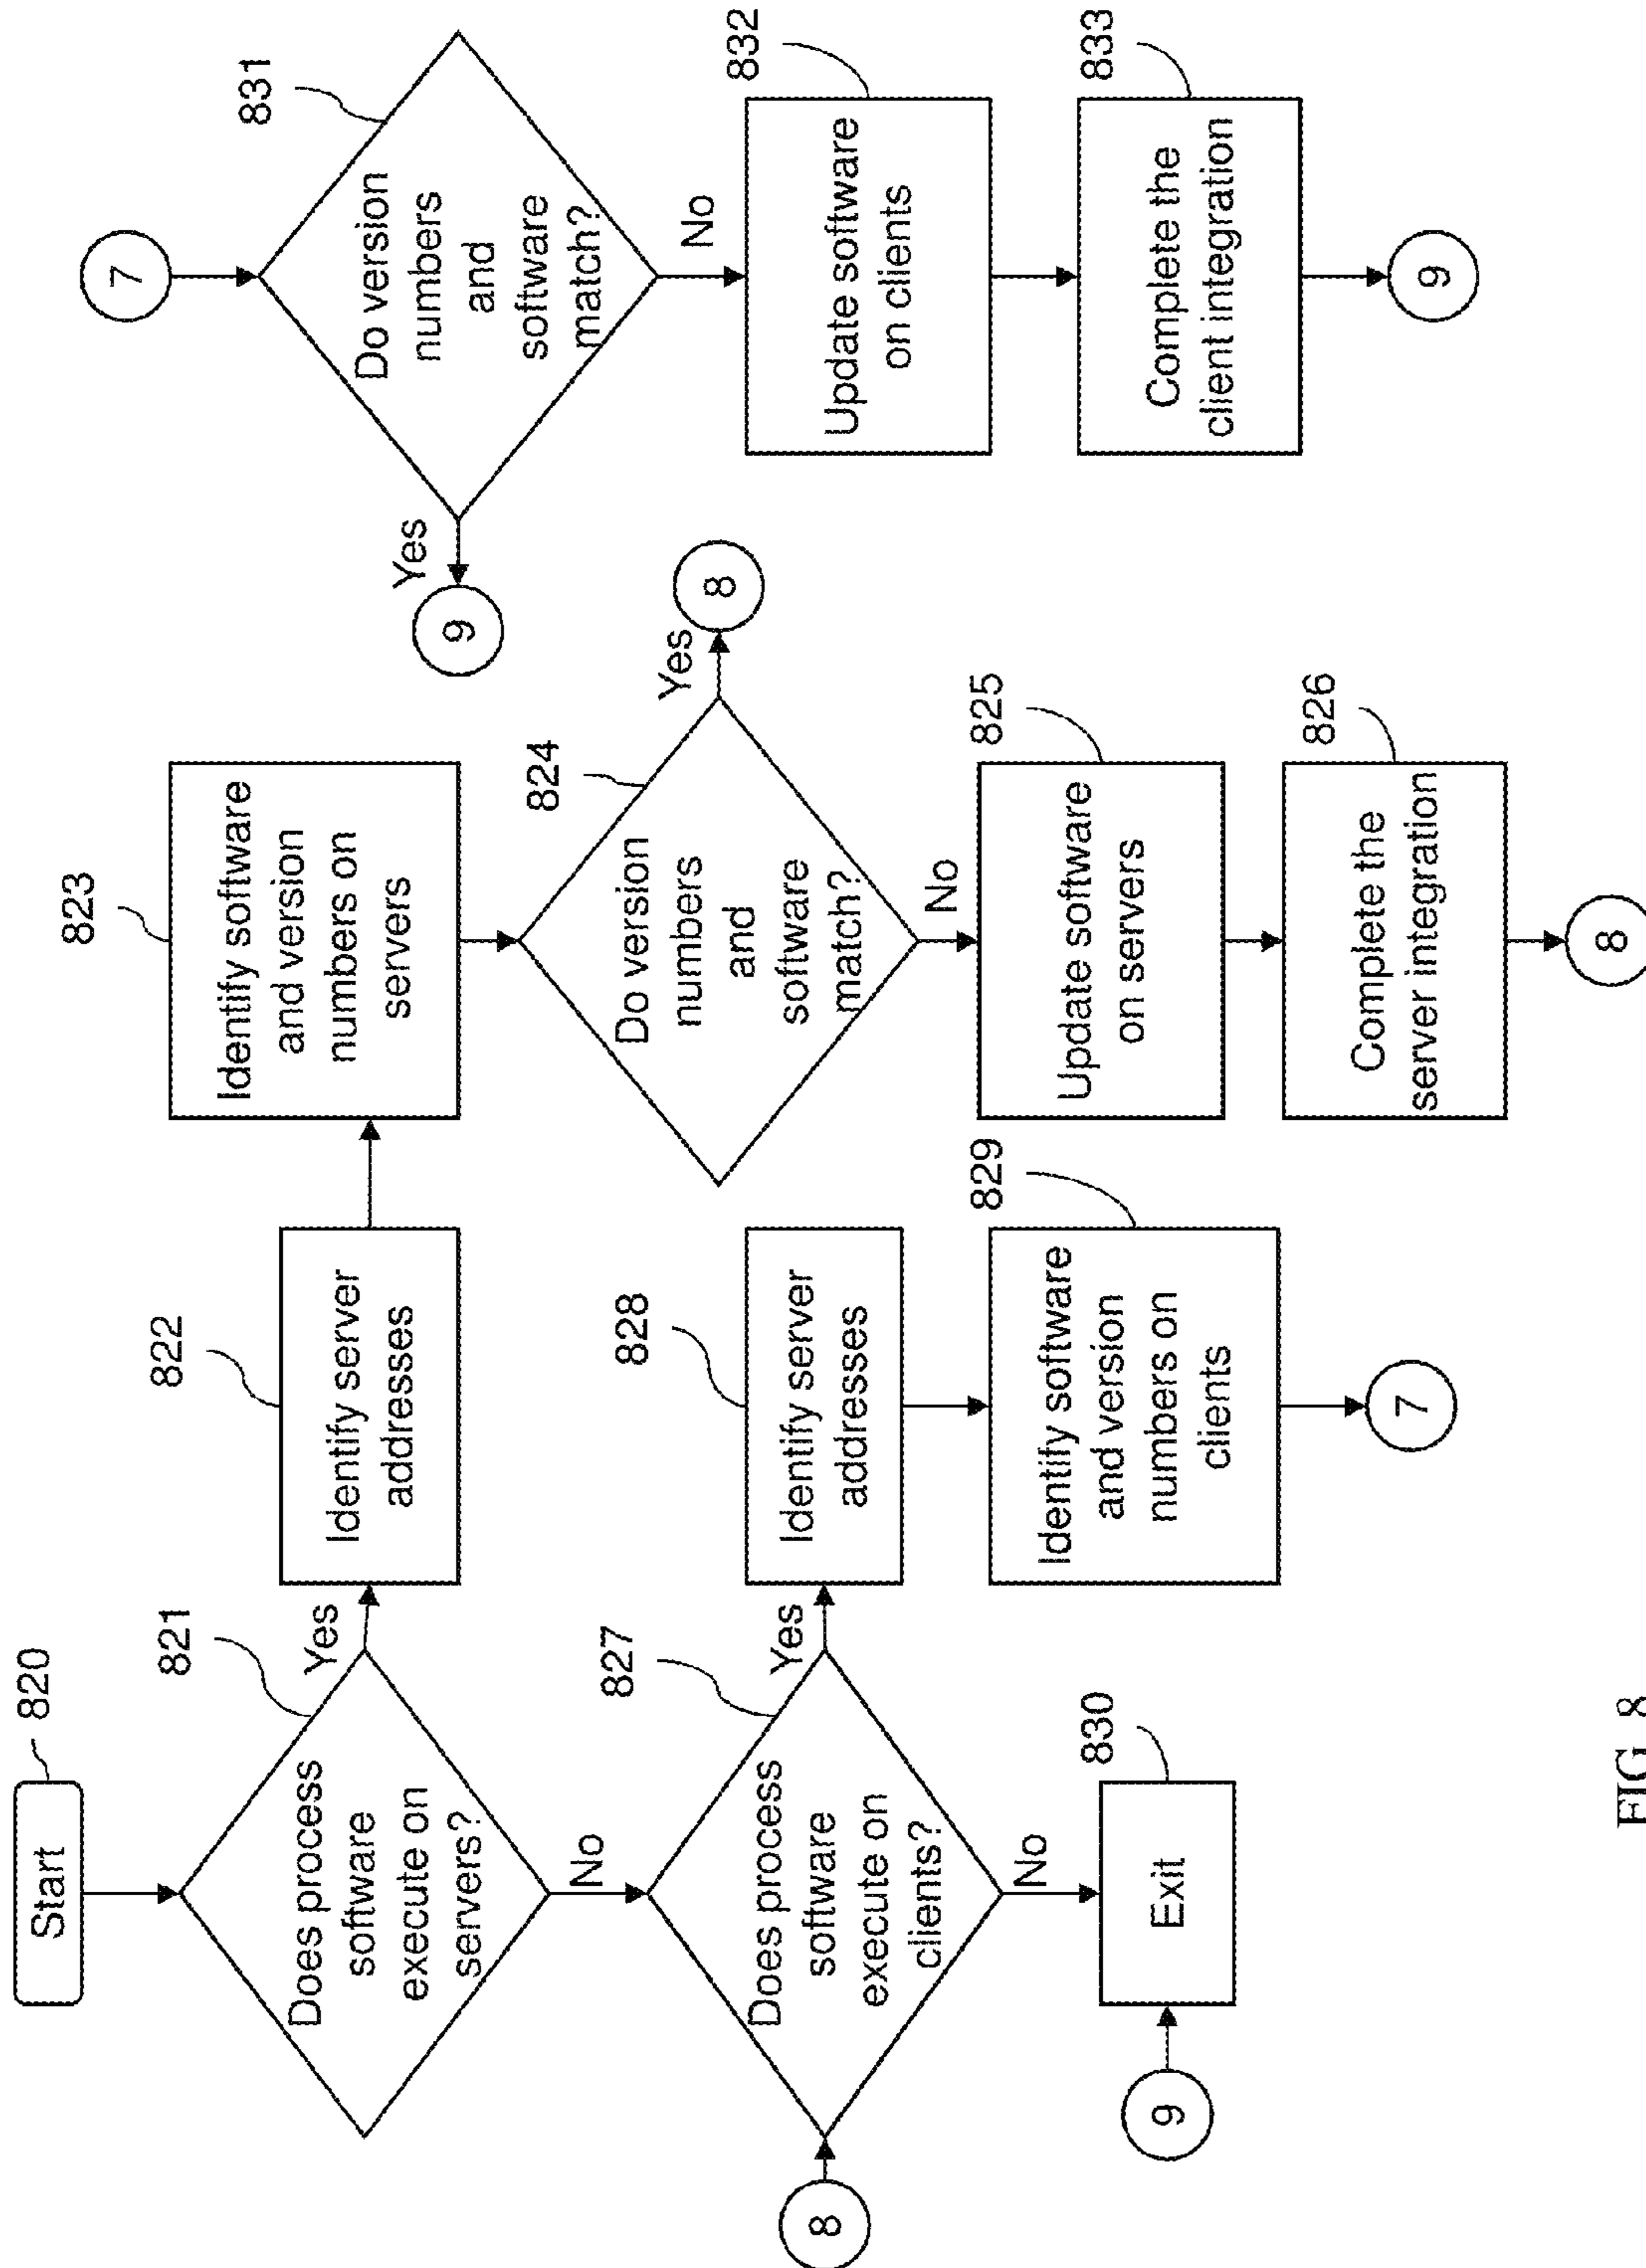 820
Start
821
Does process
software
execute on
servers?
Yes
No
822
Identify server
addresses
823
Identify software
and version
numbers on
servers
824
Do version
numbers
and
software
match?
Yes
8
No
825
Update software
on servers
826
Complete the
server integration
8
8
827
Does process
software
execute on
clients?
Yes
No
828
Identify server
addresses
829
Identify software
and version
numbers on
clients
7
9
830
Exit
7
831
Do version
numbers
and
software
match?
Yes
9
No
832
Update software
on clients
833
Complete the
client integration
9
FIG. 8